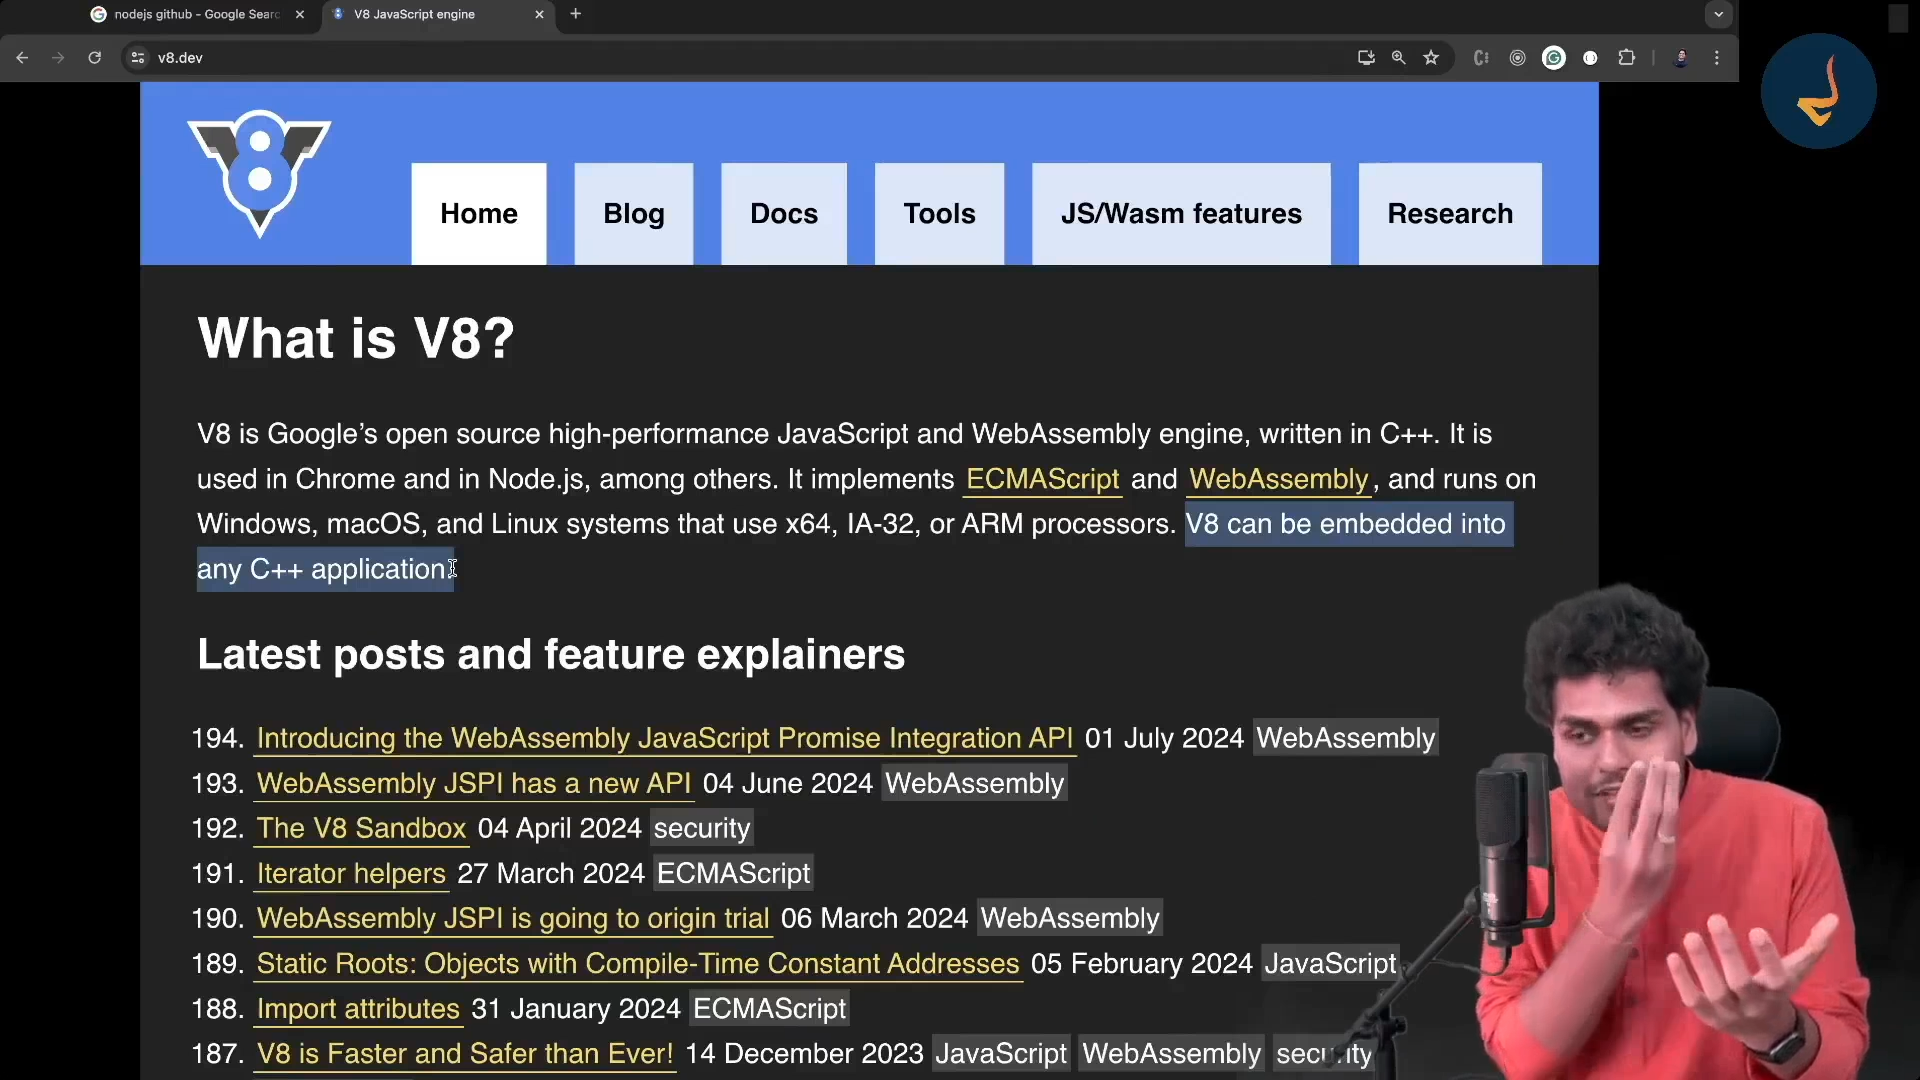 nodejs github - Google Searc
V8 JavaScript engine
v8.dev
Home
Blog
Docs
Tools
JS/Wasm features
Research
What is V8?
V8 is Google’s open source high-performance JavaScript and WebAssembly engine, written in C++. It is
used in Chrome and in Node.js, among others. It implements ECMAScript and WebAssembly, and runs on
Windows, macOS, and Linux systems that use x64, IA-32, or ARM processors. V8 can be embedded into
any C++ application.
Latest posts and feature explainers
194. Introducing the WebAssembly JavaScript Promise Integration API 01 July 2024 WebAssembly
193. WebAssembly JSPI has a new API 04 June 2024 WebAssembly
192. The V8 Sandbox 04 April 2024 security
191. Iterator helpers 27 March 2024 ECMAScript
190. WebAssembly JSPI is going to origin trial 06 March 2024 WebAssembly
189. Static Roots: Objects with Compile-Time Constant Addresses 05 February 2024 JavaScript
188. Import attributes 31 January 2024 ECMAScript
187. V8 is Faster and Safer than Ever! 14 December 2023 JavaScript WebAssembly security